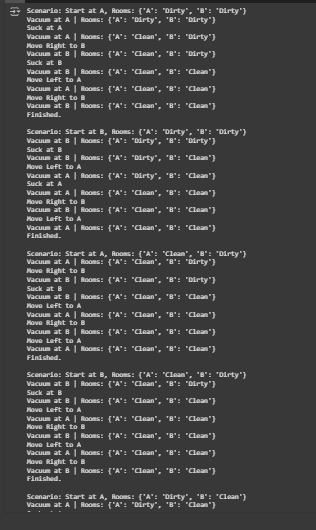 Scenario: Start at A, Rooms: {'A': 'Dirty', 'B': 'Dirty'}
Vacuum at A | Rooms: {'A': 'Dirty', 'B': 'Dirty'}
Suck at A
Vacuum at A | Rooms: {'A': 'Clean', 'B': 'Dirty'}
Move Right to B
Vacuum at B | Rooms: {'A': 'Clean', 'B': 'Dirty'}
Suck at B
Vacuum at B | Rooms: {'A': 'Clean', 'B': 'Clean'}
Move Left to A
Vacuum at A | Rooms: {'A': 'Clean', 'B': 'Clean'}
Move Right to B
Vacuum at B | Rooms: {'A': 'Clean', 'B': 'Clean'}
Finished.

Scenario: Start at B, Rooms: {'A': 'Dirty', 'B': 'Dirty'}
Vacuum at B | Rooms: {'A': 'Dirty', 'B': 'Dirty'}
Suck at B
Vacuum at B | Rooms: {'A': 'Dirty', 'B': 'Clean'}
Move Left to A
Vacuum at A | Rooms: {'A': 'Dirty', 'B': 'Clean'}
Suck at A
Vacuum at A | Rooms: {'A': 'Clean', 'B': 'Clean'}
Move Right to B
Vacuum at B | Rooms: {'A': 'Clean', 'B': 'Clean'}
Move Left to A
Vacuum at A | Rooms: {'A': 'Clean', 'B': 'Clean'}
Finished.

Scenario: Start at A, Rooms: {'A': 'Clean', 'B': 'Dirty'}
Vacuum at A | Rooms: {'A': 'Clean', 'B': 'Dirty'}
Move Right to B
Vacuum at B | Rooms: {'A': 'Clean', 'B': 'Dirty'}
Suck at B
Vacuum at B | Rooms: {'A': 'Clean', 'B': 'Clean'}
Move Left to A
Vacuum at A | Rooms: {'A': 'Clean', 'B': 'Clean'}
Move Right to B
Vacuum at B | Rooms: {'A': 'Clean', 'B': 'Clean'}
Move Left to A
Vacuum at A | Rooms: {'A': 'Clean', 'B': 'Clean'}
Finished.

Scenario: Start at B, Rooms: {'A': 'Clean', 'B': 'Dirty'}
Vacuum at B | Rooms: {'A': 'Clean', 'B': 'Dirty'}
Suck at B
Vacuum at B | Rooms: {'A': 'Clean', 'B': 'Clean'}
Move Left to A
Vacuum at A | Rooms: {'A': 'Clean', 'B': 'Clean'}
Move Right to B
Vacuum at B | Rooms: {'A': 'Clean', 'B': 'Clean'}
Move Left to A
Vacuum at A | Rooms: {'A': 'Clean', 'B': 'Clean'}
Move Right to B
Vacuum at B | Rooms: {'A': 'Clean', 'B': 'Clean'}
Finished.

Scenario: Start at A, Rooms: {'A': 'Dirty', 'B': 'Clean'}
Vacuum at A | Rooms: {'A': 'Dirty', 'B': 'Clean'}